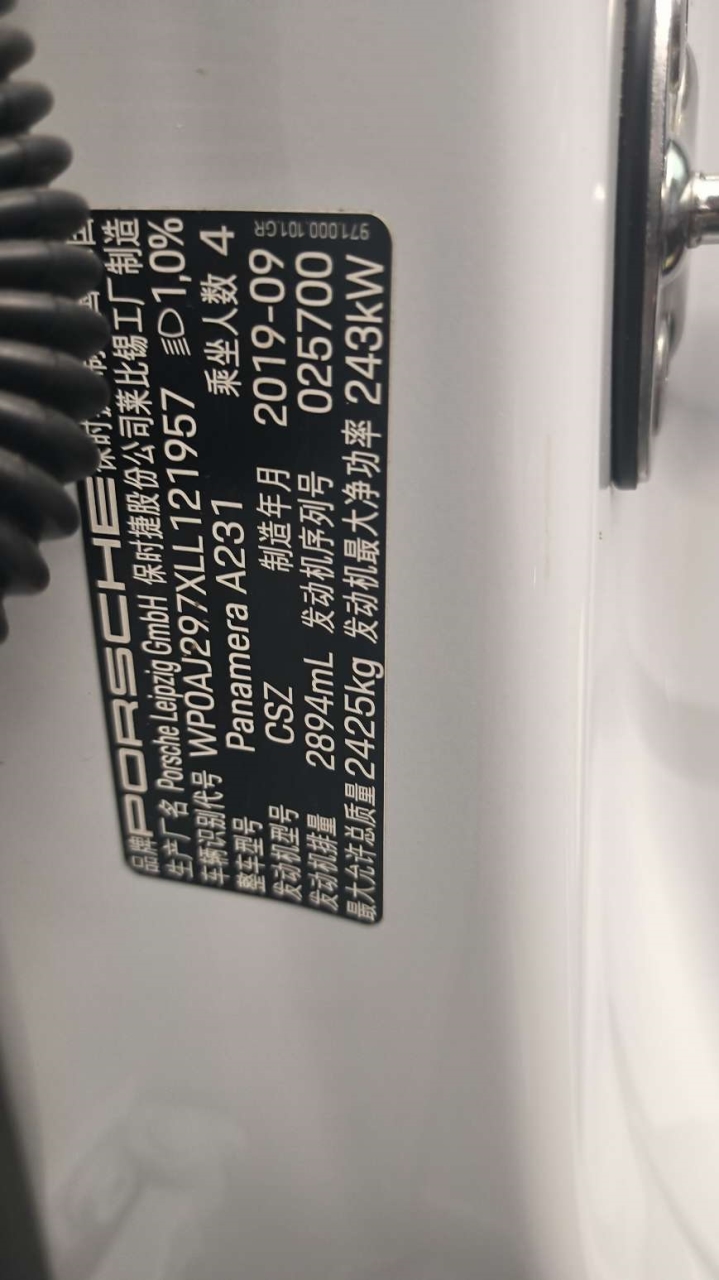 品牌 PORSCHE 保时捷
生产厂名 Porsche Leipzig GmbH 保时捷股份公司莱比锡工厂制造
车辆识别代号 WP0AJ297XLL121957 1,0%
整车型号 Panamera A231 乘坐人数 4
发动机型号 CSZ 制造年月 2019-09
发动机排量 2894mL 发动机序列号 025700
最大允许总质量 2425kg 发动机最大净功率 243kW
971.000.101.GR